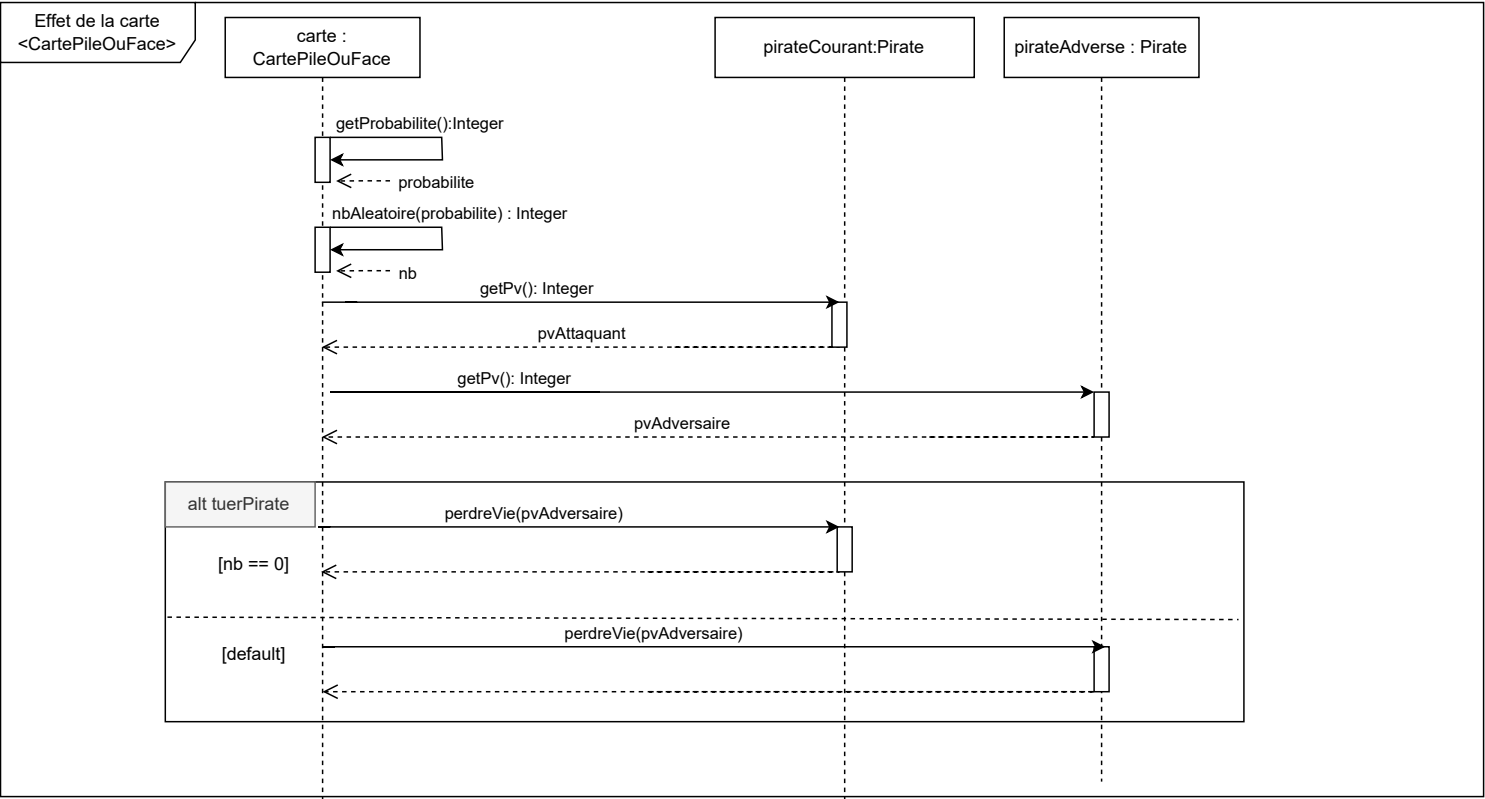 Effet de la carte
<CartePileOuFace>
carte :
CartePileOuFace
pirateCourant:Pirate
pirateAdverse : Pirate
getProbabilite():Integer
probabilite
nbAleatoire(probabilite) : Integer
nb
getPv(): Integer
pvAttaquant
getPv(): Integer
pvAdversaire
alt tuerPirate
perdreVie(pvAdversaire)
[nb == 0]
perdreVie(pvAdversaire)
[default]